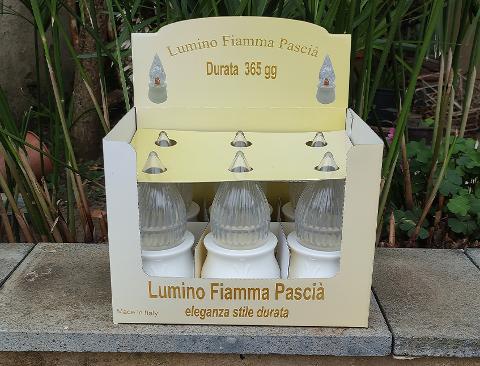 Lumino Fiamma Pascià
Durata 365 gg
Lumino Fiamma Pascià
eleganza stile durata
Made in Italy